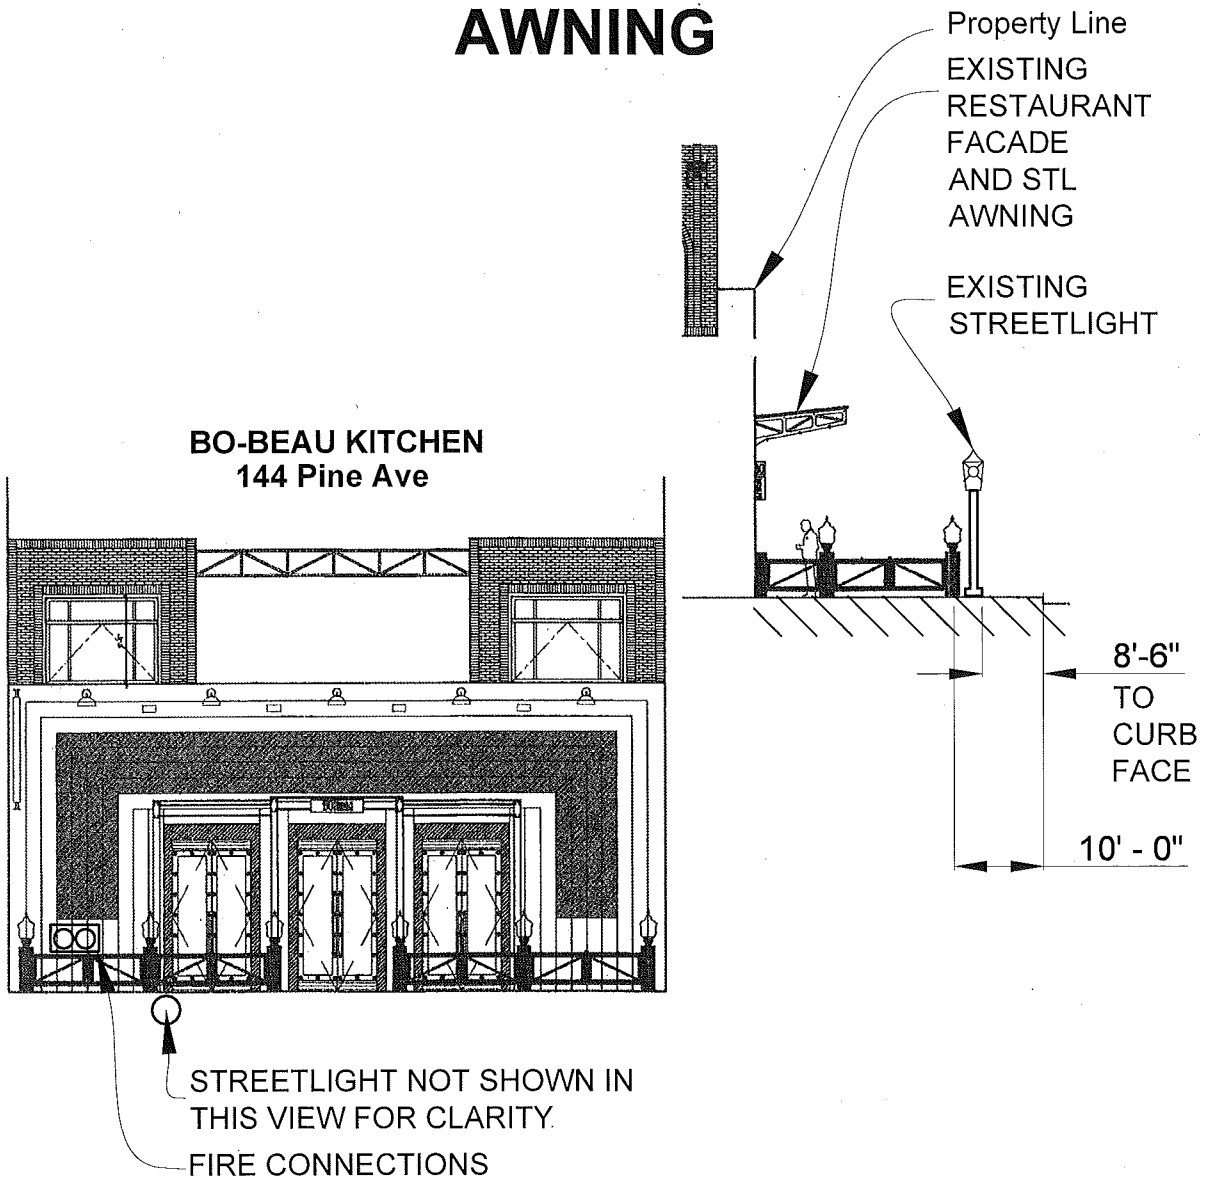 AWNING
Property Line
EXISTING
RESTAURANT
FACADE
AND STL
AWNING
EXISTING
STREETLIGHT
BO-BEAU KITCHEN
144 Pine Ave
8'-6"
TO
CURB
FACE
10' - 0"
STREETLIGHT NOT SHOWN IN
THIS VIEW FOR CLARITY.
FIRE CONNECTIONS